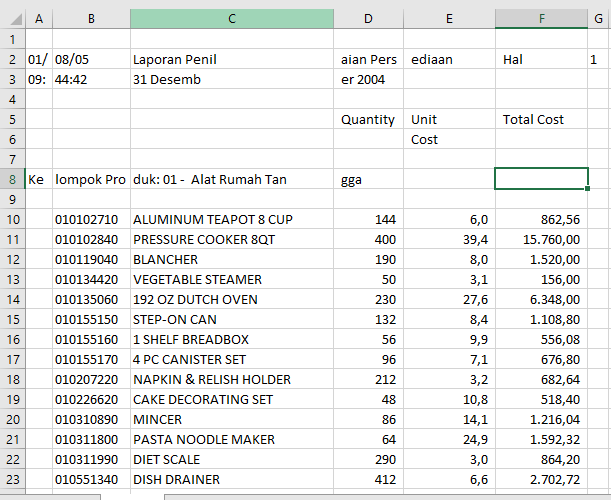 A B C D E F G
1
2 01/ 08/05 Laporan Penil aian Pers ediaan Hal 1
3 09: 44:42 31 Desemb er 2004
4
5 Quantity Unit Total Cost
6 Cost
7
8 Ke lompok Pro duk: 01 - Alat Rumah Tan gga
9
10 010102710 ALUMINUM TEAPOT 8 CUP 144 6,0 862,56
11 010102840 PRESSURE COOKER 8QT 400 39,4 15.760,00
12 010119040 BLANCHER 190 8,0 1.520,00
13 010134420 VEGETABLE STEAMER 50 3,1 156,00
14 010135060 192 OZ DUTCH OVEN 230 27,6 6.348,00
15 010155150 STEP-ON CAN 132 8,4 1.108,80
16 010155160 1 SHELF BREADBOX 56 9,9 556,08
17 010155170 4 PC CANISTER SET 96 7,1 676,80
18 010207220 NAPKIN & RELISH HOLDER 212 3,2 682,64
19 010226620 CAKE DECORATING SET 48 10,8 518,40
20 010310890 MINCER 86 14,1 1.216,04
21 010311800 PASTA NOODLE MAKER 64 24,9 1.592,32
22 010311990 DIET SCALE 290 3,0 864,20
23 010551340 DISH DRAINER 412 6,6 2.702,72